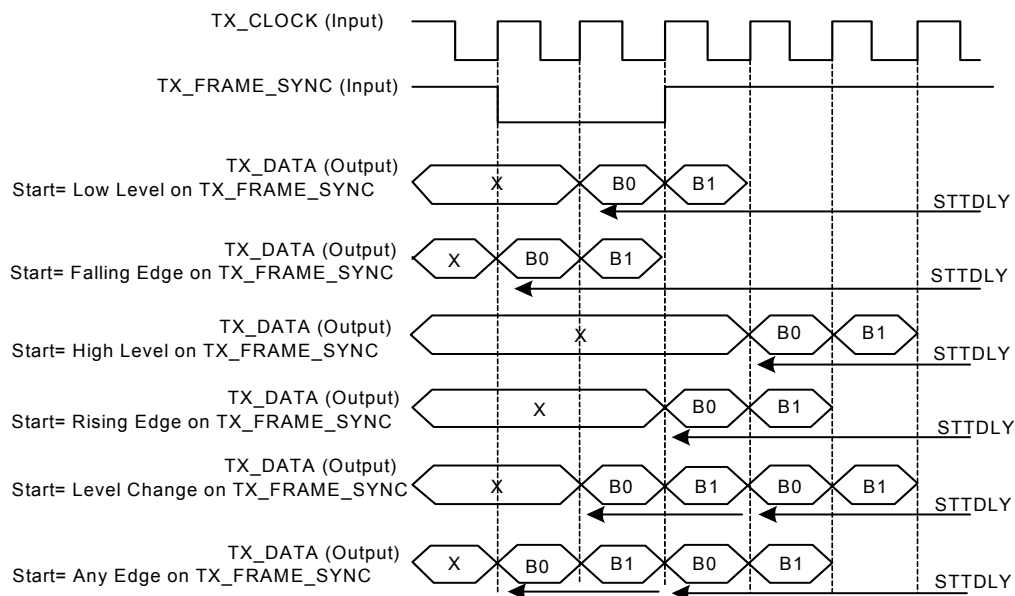 TX_CLOCK (Input)
TX_FRAME_SYNC (Input)
TX_DATA (Output)
Start= Low Level on TX_FRAME_SYNC
X B0 B1
STTDLY
TX_DATA (Output)
Start= Falling Edge on TX_FRAME_SYNC
X B0 B1
STTDLY
TX_DATA (Output)
Start= High Level on TX_FRAME_SYNC
X B0 B1
STTDLY
TX_DATA (Output)
Start= Rising Edge on TX_FRAME_SYNC
X B0 B1
STTDLY
TX_DATA (Output)
Start= Level Change on TX_FRAME_SYNC
X B0 B1 B0 B1
STTDLY
TX_DATA (Output)
Start= Any Edge on TX_FRAME_SYNC
X B0 B1 B0 B1
STTDLY